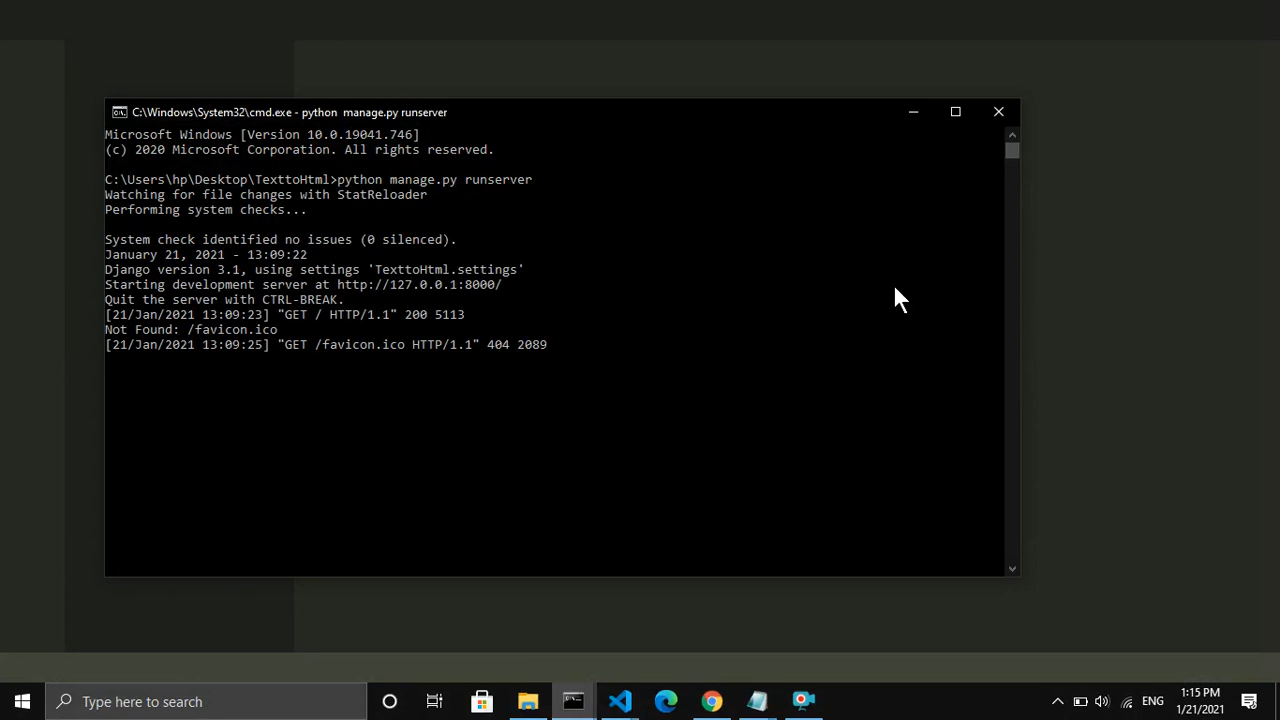 C:\Windows\System32\cmd.exe - python  manage.py runserver
Microsoft Windows [Version 10.0.19041.746]
(c) 2020 Microsoft Corporation. All rights reserved.
C:\Users\hp\Desktop\TexttoHtml>python manage.py runserver
Watching for file changes with StatReloader
Performing system checks...
System check identified no issues (0 silenced).
January 21, 2021 - 13:09:22
Django version 3.1, using settings 'TexttoHtml.settings'
Starting development server at http://127.0.0.1:8000/
Quit the server with CTRL-BREAK.
[21/Jan/2021 13:09:23] "GET / HTTP/1.1" 200 5113
Not Found: /favicon.ico
[21/Jan/2021 13:09:25] "GET /favicon.ico HTTP/1.1" 404 2089
Type here to search
ENG
1:15 PM
1/21/2021